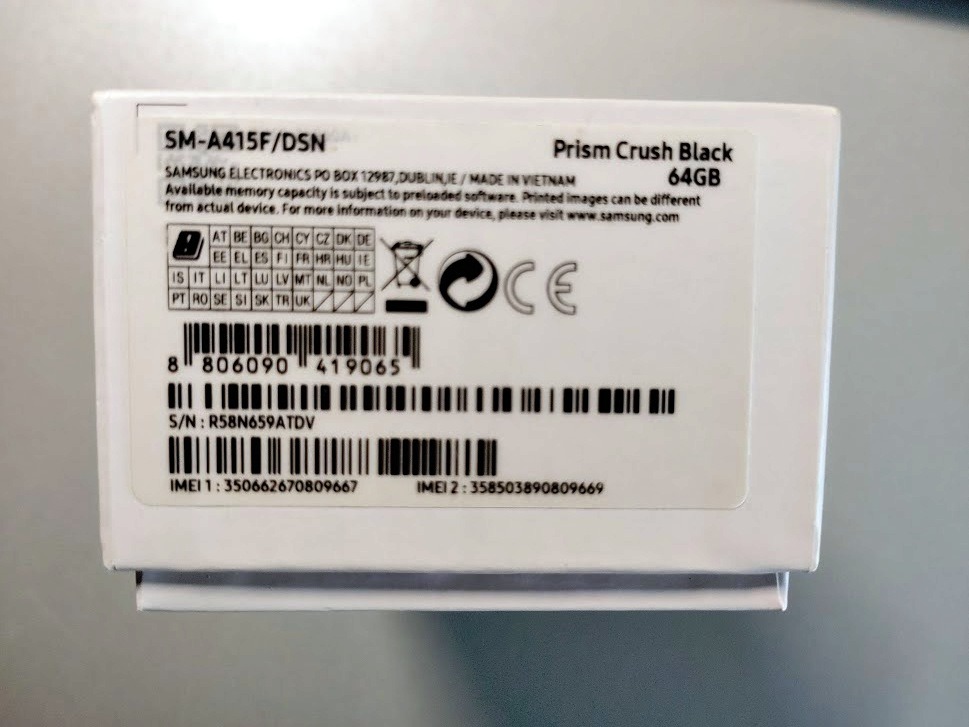 SM-A415F/DSN
Prism Crush Black
64GB
SAMSUNG ELECTRONICS PO BOX 12987,DUBLIN,IE / MADE IN VIETNAM
Available memory capacity is subject to preloaded software. Printed images can be different
from actual device. For more information on your device, please visit www.samsung.com
AT BE BG CH CY CZ DK DE
EE EL ES FI FR HR HU IE
IS IT LI LT LU LV MT NL NO PL
PT RO SE SI SK TR UK
CE
8 806090 419065
S/N : R58N659ATDV
IMEI 1 : 350662670809667 IMEI 2 : 358503890809669